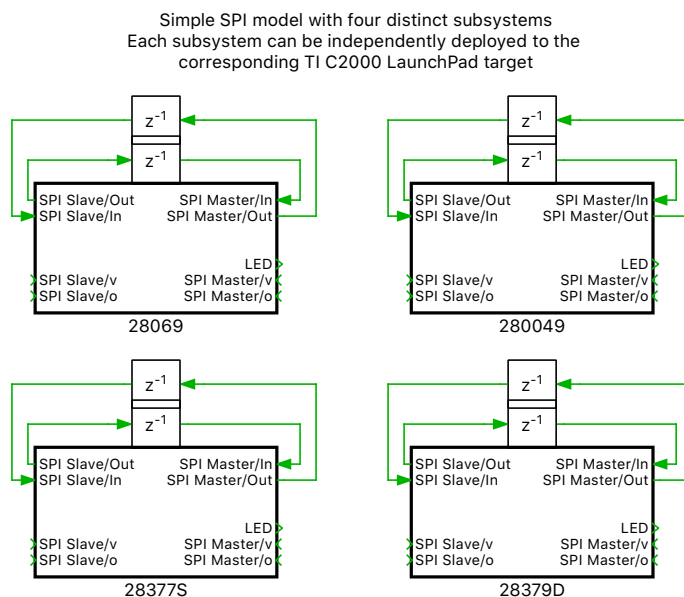 Simple SPI model with four distinct subsystems
Each subsystem can be independently deployed to the
corresponding TI C2000 LaunchPad target
z-1
z-1
SPI Slave/Out SPI Master/In
SPI Slave/In SPI Master/Out
LED
SPI Slave/v SPI Master/v
SPI Slave/o SPI Master/o
28069
z-1
z-1
SPI Slave/Out SPI Master/In
SPI Slave/In SPI Master/Out
LED
SPI Slave/v SPI Master/v
SPI Slave/o SPI Master/o
280049
z-1
z-1
SPI Slave/Out SPI Master/In
SPI Slave/In SPI Master/Out
LED
SPI Slave/v SPI Master/v
SPI Slave/o SPI Master/o
28377S
z-1
z-1
SPI Slave/Out SPI Master/In
SPI Slave/In SPI Master/Out
LED
SPI Slave/v SPI Master/v
SPI Slave/o SPI Master/o
28379D